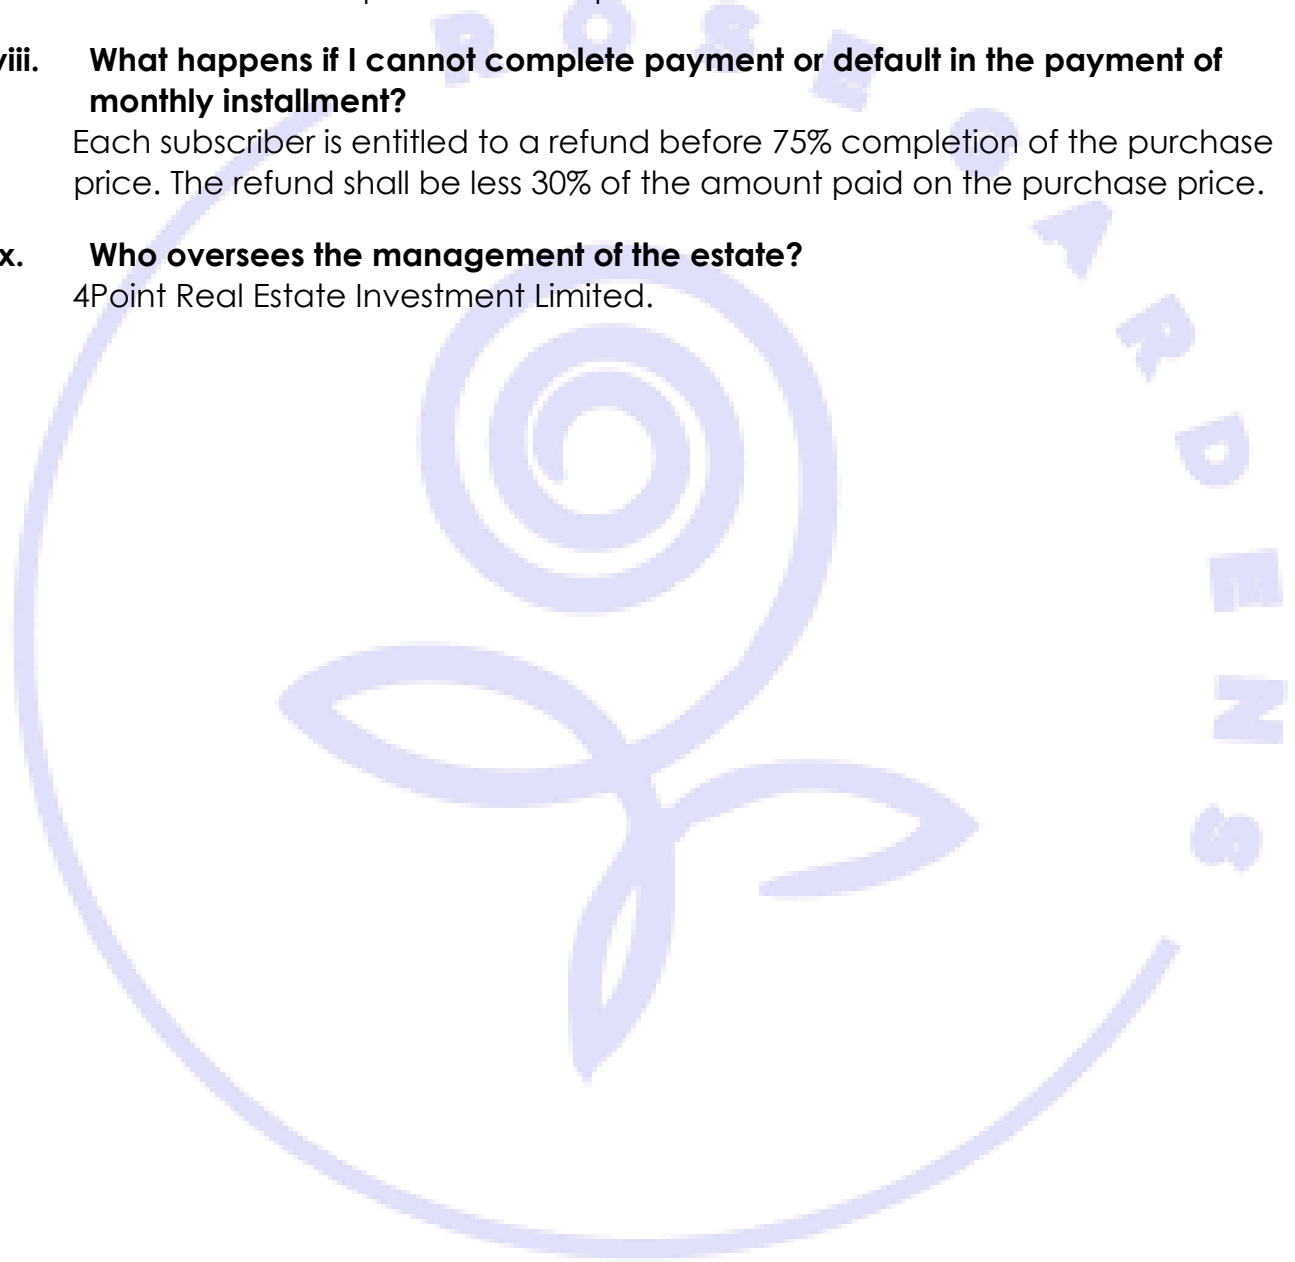 viii. What happens if I cannot complete payment or default in the payment of
monthly installment?
Each subscriber is entitled to a refund before 75% completion of the purchase
price. The refund shall be less 30% of the amount paid on the purchase price.
x. Who oversees the management of the estate?
4Point Real Estate Investment Limited.
ROSE GARDENS